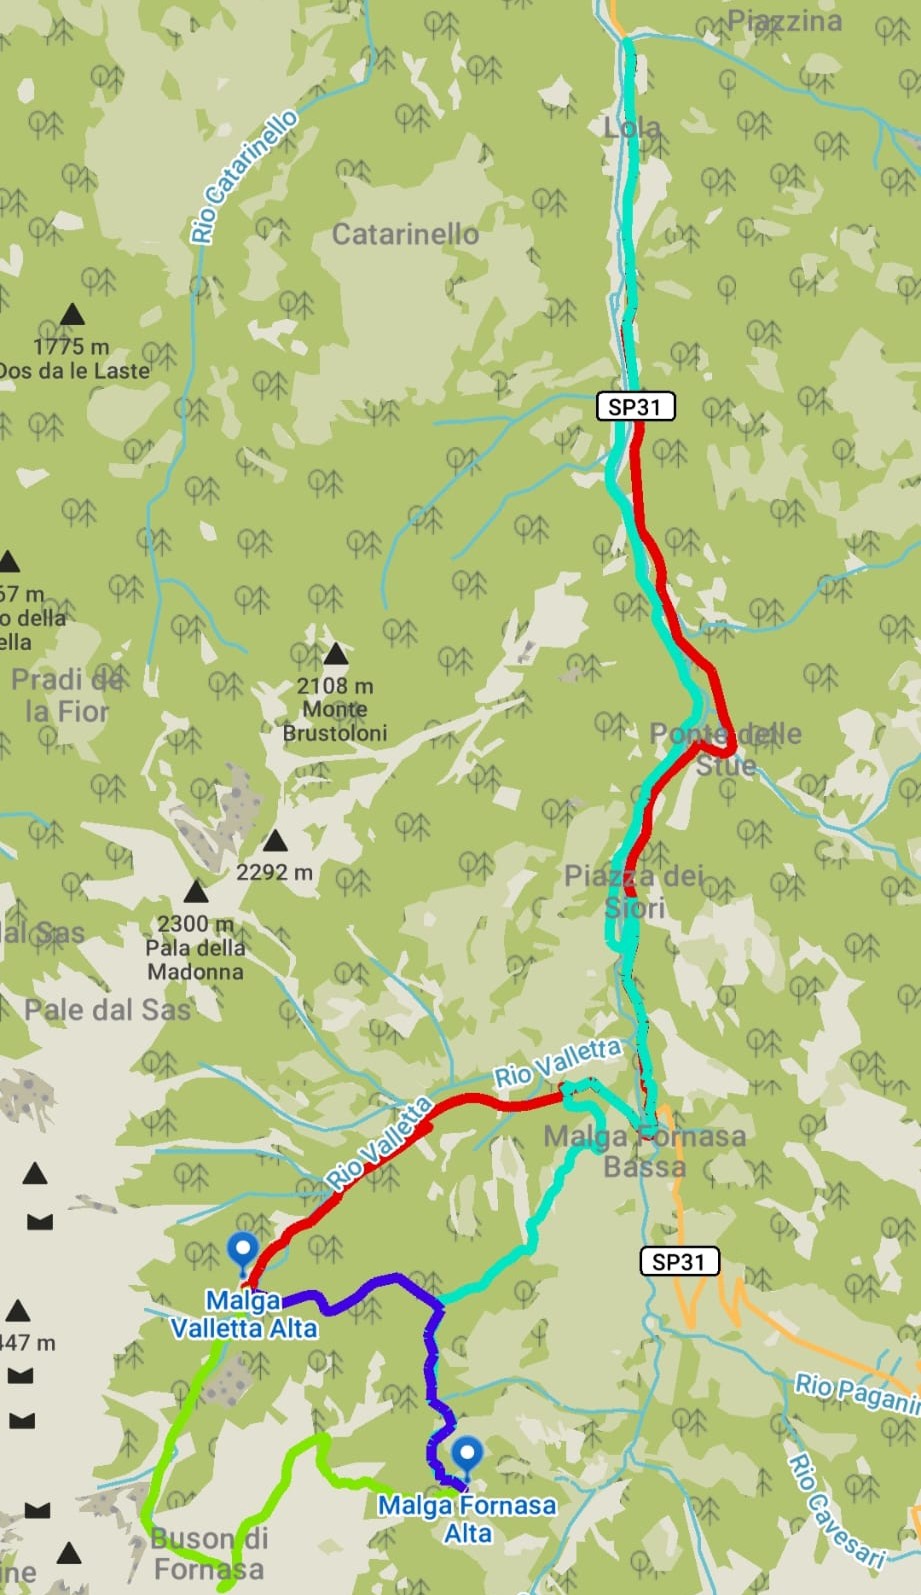 Piazzina
Lola
Rio Catarinello
Catarinello
1775 m
Dos da le Laste
SP31
67 m
o della
ella
Pradi de
la Fior
2108 m
Monte
Brustoloni
Ponte delle
Stue
2292 m
Piazza dei
Siori
2300 m
Pala della
Madonna
dal Sas
Pale dal Sas
Rio Valletta
Rio Valletta
Malga Fornasa
Bassa
SP31
Malga
Valletta Alta
447 m
Rio Paganin
Rio Cavesari
Malga Fornasa
Alta
Buson di
Fornasa
ine